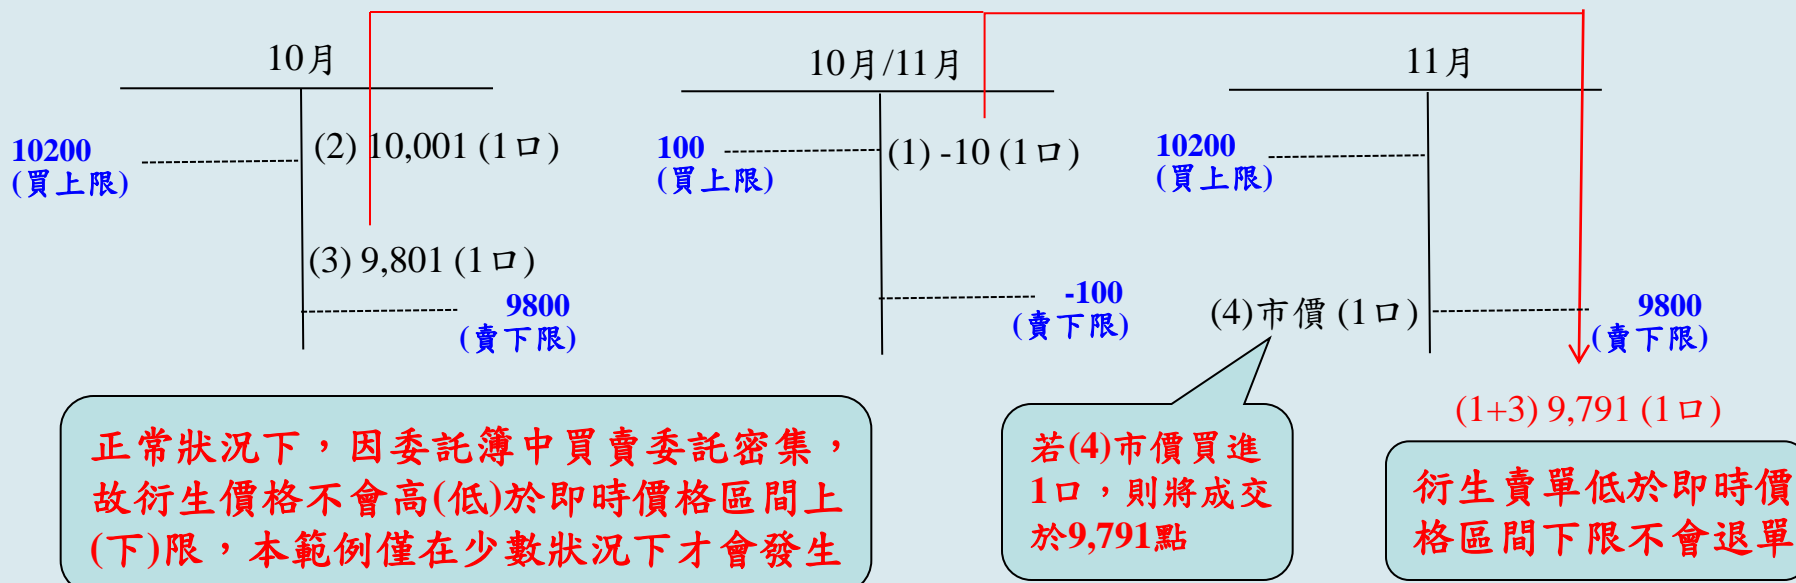 10月
10200
(買上限)
(2) 10,001 (1口)
(3) 9,801 (1口)
9800
(賣下限)
10月/11月
100
(買上限)
(1) -10 (1口)
-100
(賣下限)
11月
10200
(買上限)
(4)市價 (1口)
9800
(賣下限)
(1+3) 9,791 (1口)
正常狀況下，因委託簿中買賣委託密集，
故衍生價格不會高(低)於即時價格區間上
(下)限，本範例僅在少數狀況下才會發生
若(4)市價買進
1口，則將成交
於9,791點
衍生賣單低於即時價
格區間下限不會退單